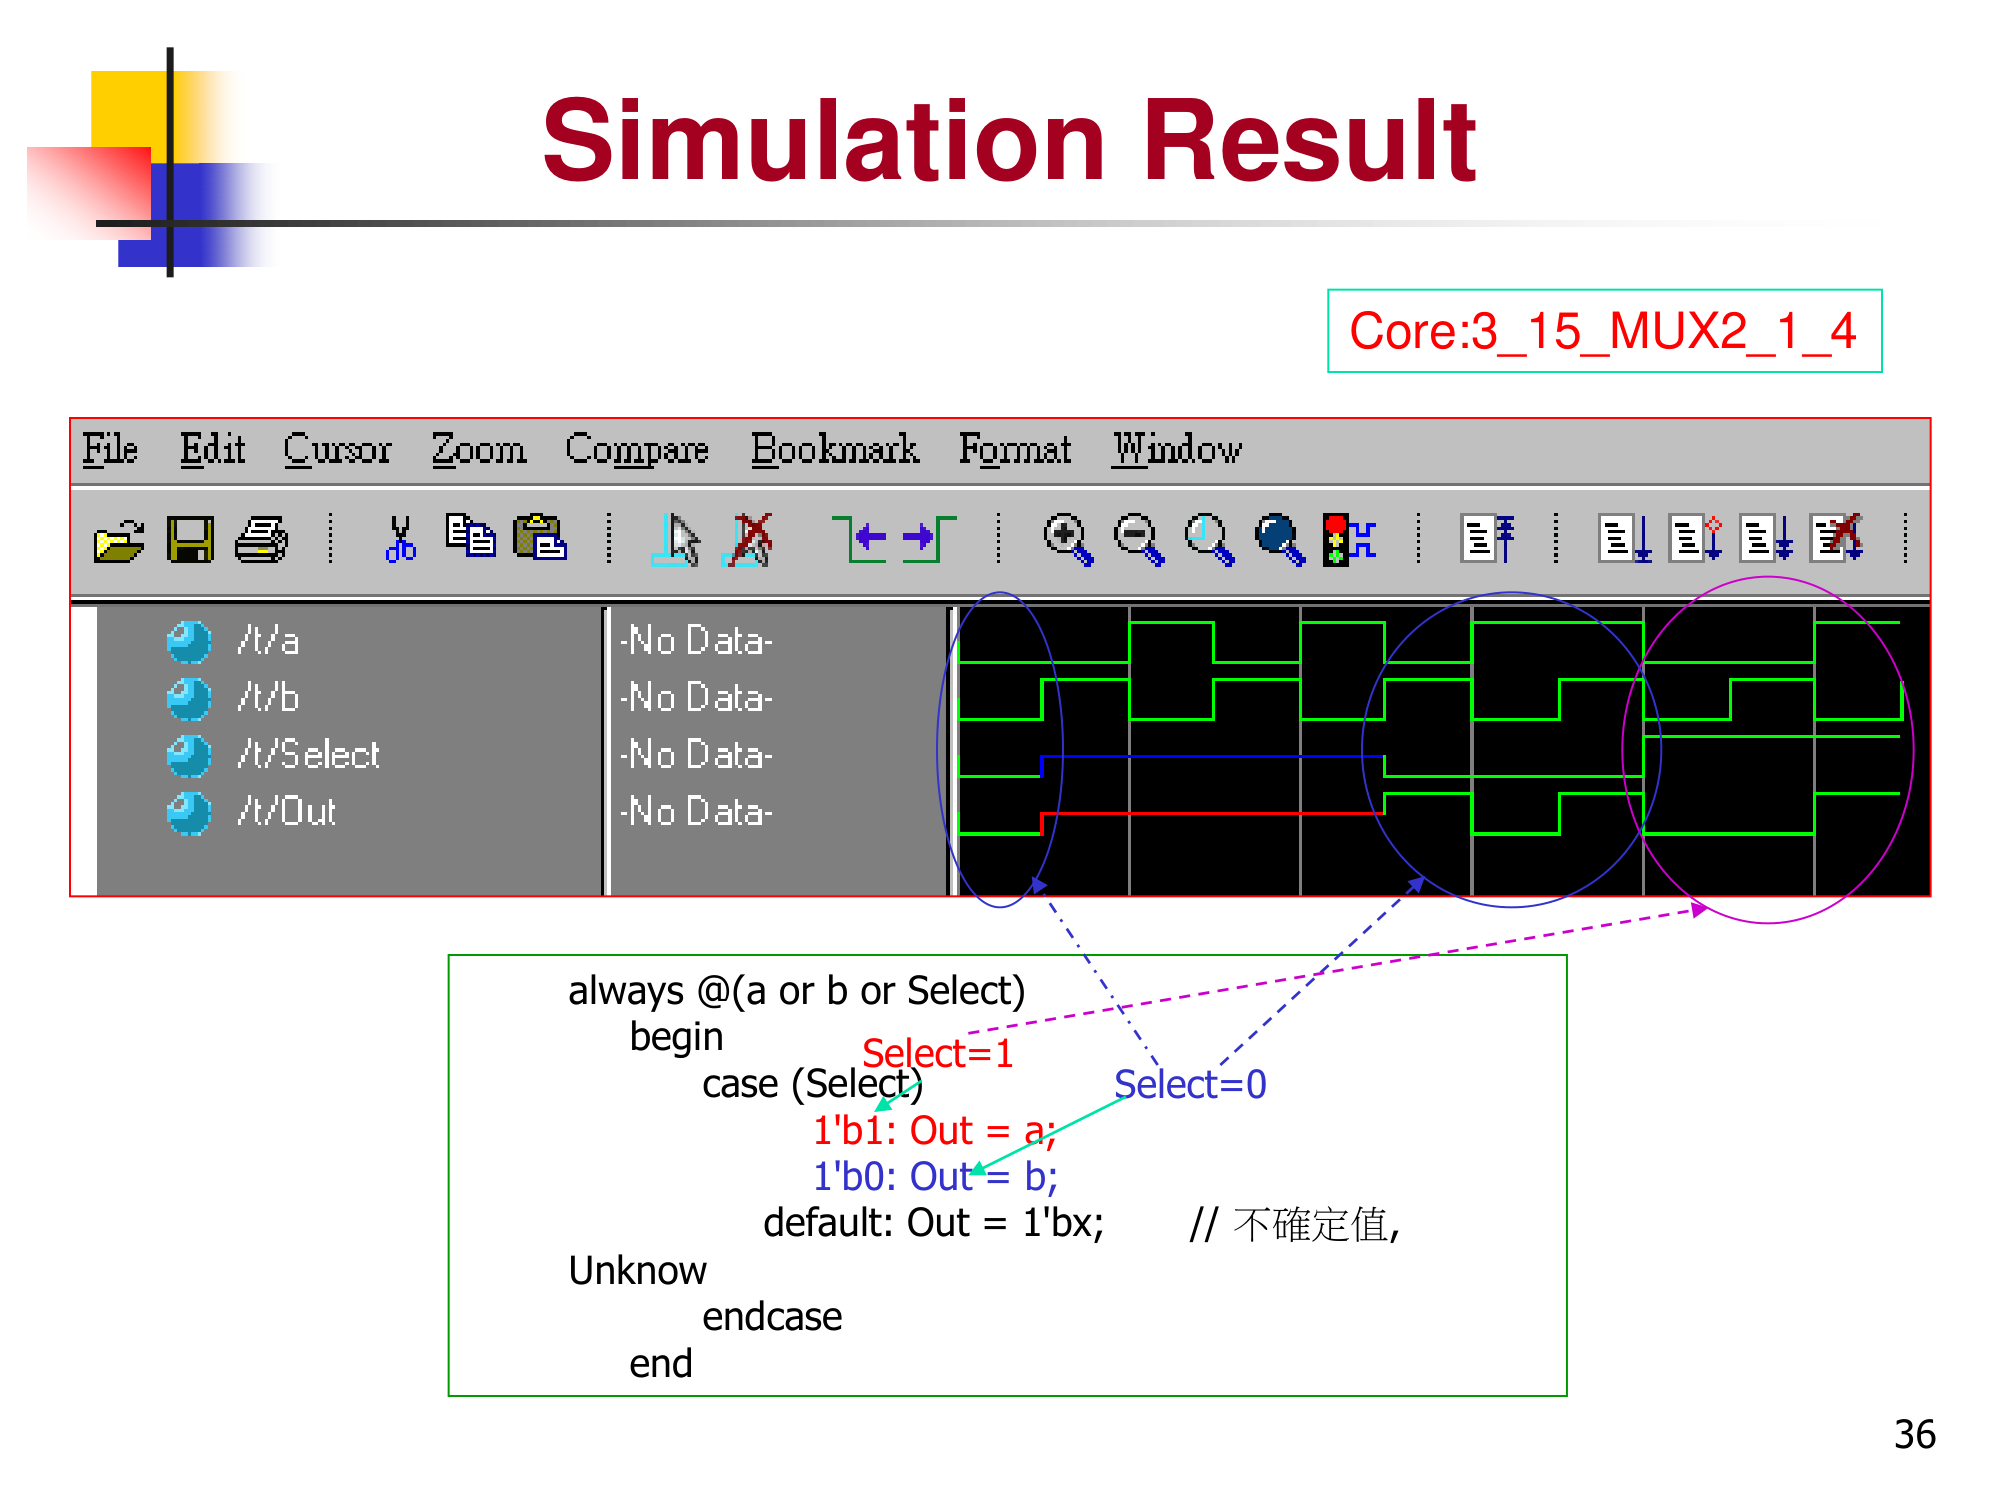 Simulation Result
Core:3_15_MUX2_1_4
File Edit Cursor Zoom Compare Bookmark Format Window
/t/a -No Data-
/t/b -No Data-
/t/Select -No Data-
/t/Out -No Data-
always @(a or b or Select)
begin
Select=1
case (Select)
Select=0
1'b1: Out = a;
1'b0: Out = b;
default: Out = 1'bx; // 不確定值,
Unknow
endcase
end
36